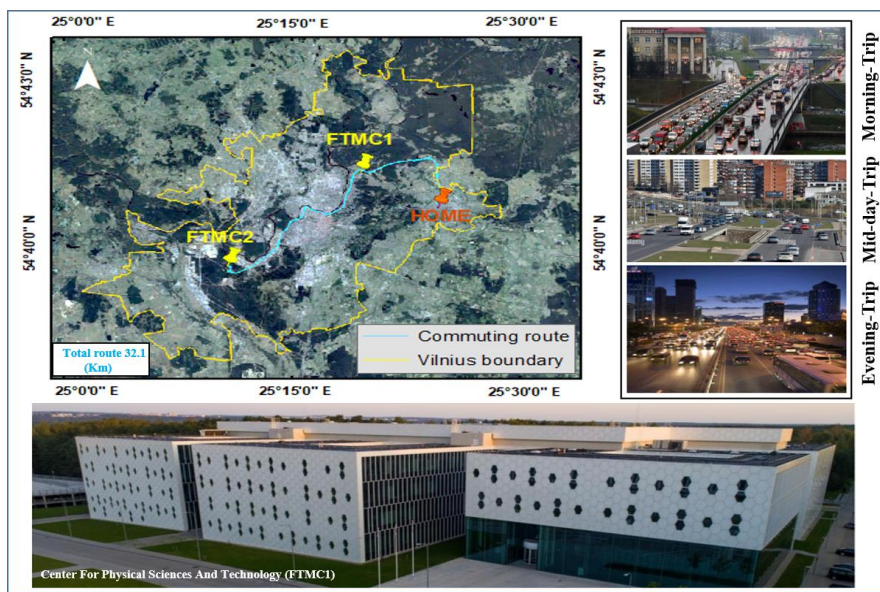 25°0'0" E 25°15'0" E 25°30'0" E
54°43'0" N
54°43'0" N
N
FTMC1
HOME
FTMC2
54°40'0" N
54°40'0" N
Commuting route
Vilnius boundary
Total route 32.1
(Km)
25°0'0" E 25°15'0" E 25°30'0" E
Morning-Trip
Mid-day-Trip
Evening-Trip
Center For Physical Sciences And Technology (FTMC1)